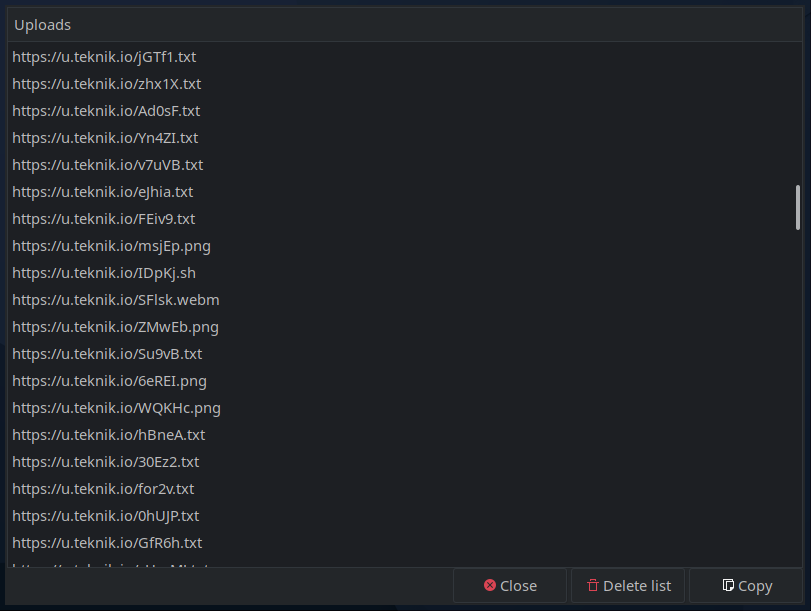 Uploads
https://u.teknik.io/jGTf1.txt
https://u.teknik.io/zhx1X.txt
https://u.teknik.io/Ad0sF.txt
https://u.teknik.io/Yn4ZI.txt
https://u.teknik.io/v7uVB.txt
https://u.teknik.io/eJhia.txt
https://u.teknik.io/FEiv9.txt
https://u.teknik.io/msjEp.png
https://u.teknik.io/IDpKj.sh
https://u.teknik.io/SFlsk.webm
https://u.teknik.io/ZMwEb.png
https://u.teknik.io/Su9vB.txt
https://u.teknik.io/6eREI.png
https://u.teknik.io/WQKHc.png
https://u.teknik.io/hBneA.txt
https://u.teknik.io/30Ez2.txt
https://u.teknik.io/for2v.txt
https://u.teknik.io/0hUJP.txt
https://u.teknik.io/GfR6h.txt
Close Delete list Copy